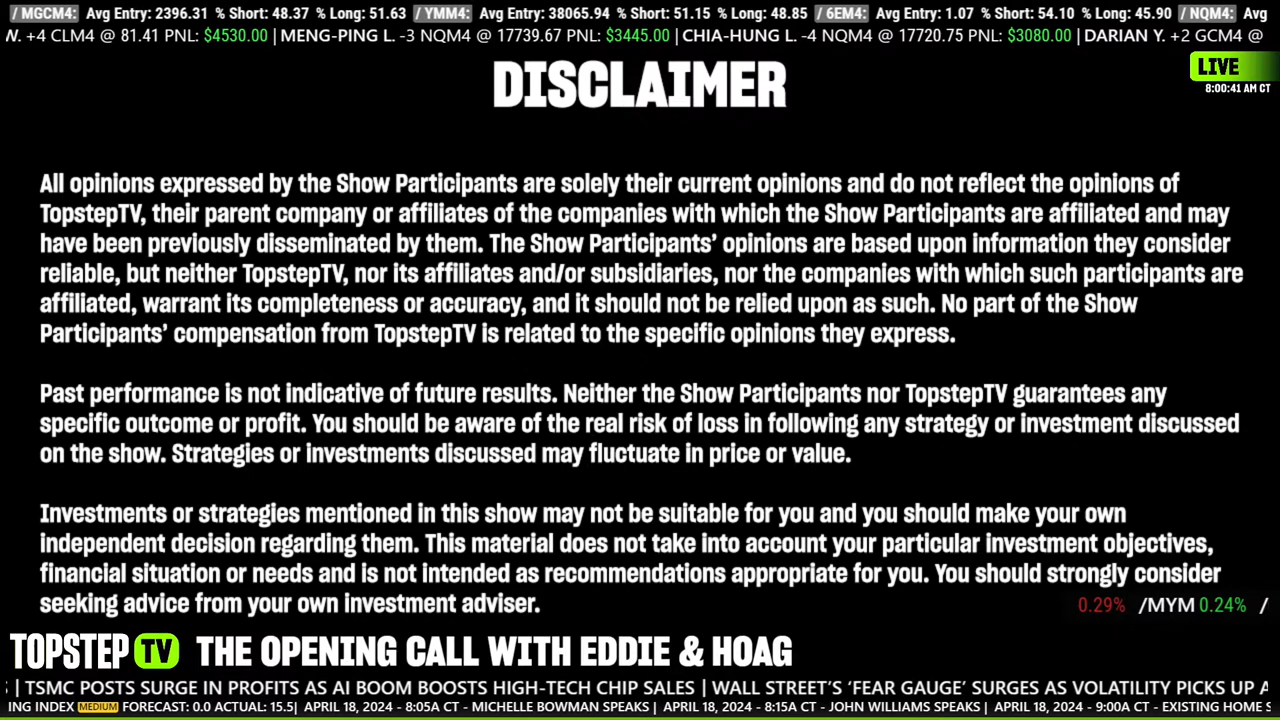 / MGCM4: Avg Entry: 2396.31 % Short: 48.37 % Long: 51.63 / YMM4: Avg Entry: 38065.94 % Short: 51.15 % Long: 48.85 / 6EM4: Avg Entry: 1.07 % Short: 54.10 % Long: 45.90 / NQM4: Avg
W. +4 CLM4 @ 81.41 PNL: $4530.00 | MENG-PING L. -3 NQM4 @ 17739.67 PNL: $3445.00 | CHIA-HUNG L. -4 NQM4 @ 17720.75 PNL: $3080.00 | DARIAN Y. +2 GCM4 @
DISCLAIMER
LIVE
8:00:41 AM CT
All opinions expressed by the Show Participants are solely their current opinions and do not reflect the opinions of
TopstepTV, their parent company or affiliates of the companies with which the Show Participants are affiliated and may
have been previously disseminated by them. The Show Participants’ opinions are based upon information they consider
reliable, but neither TopstepTV, nor its affiliates and/or subsidiaries, nor the companies with which such participants are
affiliated, warrant its completeness or accuracy, and it should not be relied upon as such. No part of the Show
Participants’ compensation from TopstepTV is related to the specific opinions they express.
Past performance is not indicative of future results. Neither the Show Participants nor TopstepTV guarantees any
specific outcome or profit. You should be aware of the real risk of loss in following any strategy or investment discussed
on the show. Strategies or investments discussed may fluctuate in price or value.
Investments or strategies mentioned in this show may not be suitable for you and you should make your own
independent decision regarding them. This material does not take into account your particular investment objectives,
financial situation or needs and is not intended as recommendations appropriate for you. You should strongly consider
seeking advice from your own investment adviser.
0.29% /MYM 0.24% /
TOPSTEP TV THE OPENING CALL WITH EDDIE & HOAG
| TSMC POSTS SURGE IN PROFITS AS AI BOOM BOOSTS HIGH-TECH CHIP SALES | WALL STREET’S ‘FEAR GAUGE’ SURGES AS VOLATILITY PICKS UP
ING INDEX MEDIUM FORECAST: 0.0 ACTUAL: 15.5| APRIL 18, 2024 - 8:05A CT - MICHELLE BOWMAN SPEAKS | APRIL 18, 2024 - 8:15A CT - JOHN WILLIAMS SPEAKS | APRIL 18, 2024 - 9:00A CT - EXISTING HOME